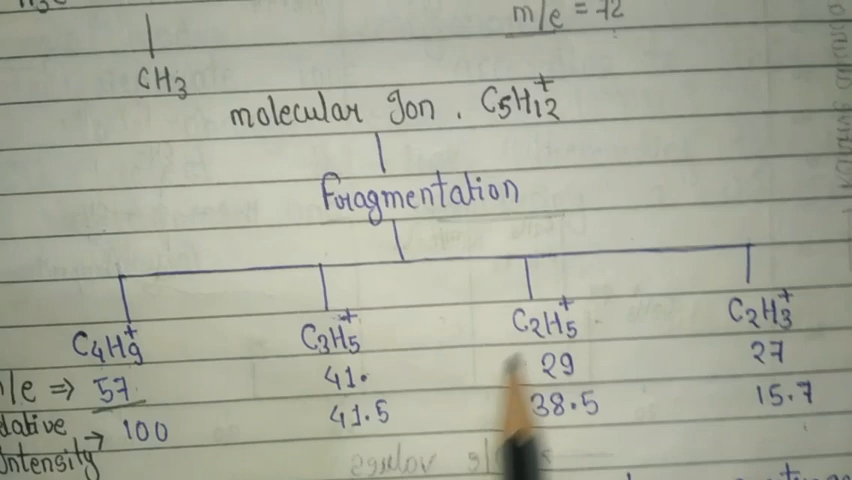 m/e = 72
CH3
molecular Ion . C5H12+
Fragmentation
C4H9+ C3H5+ C2H5+ C2H3+
/e => 57 41. 29 27
lative → 100 41.5 38.5 15.7
Intensity